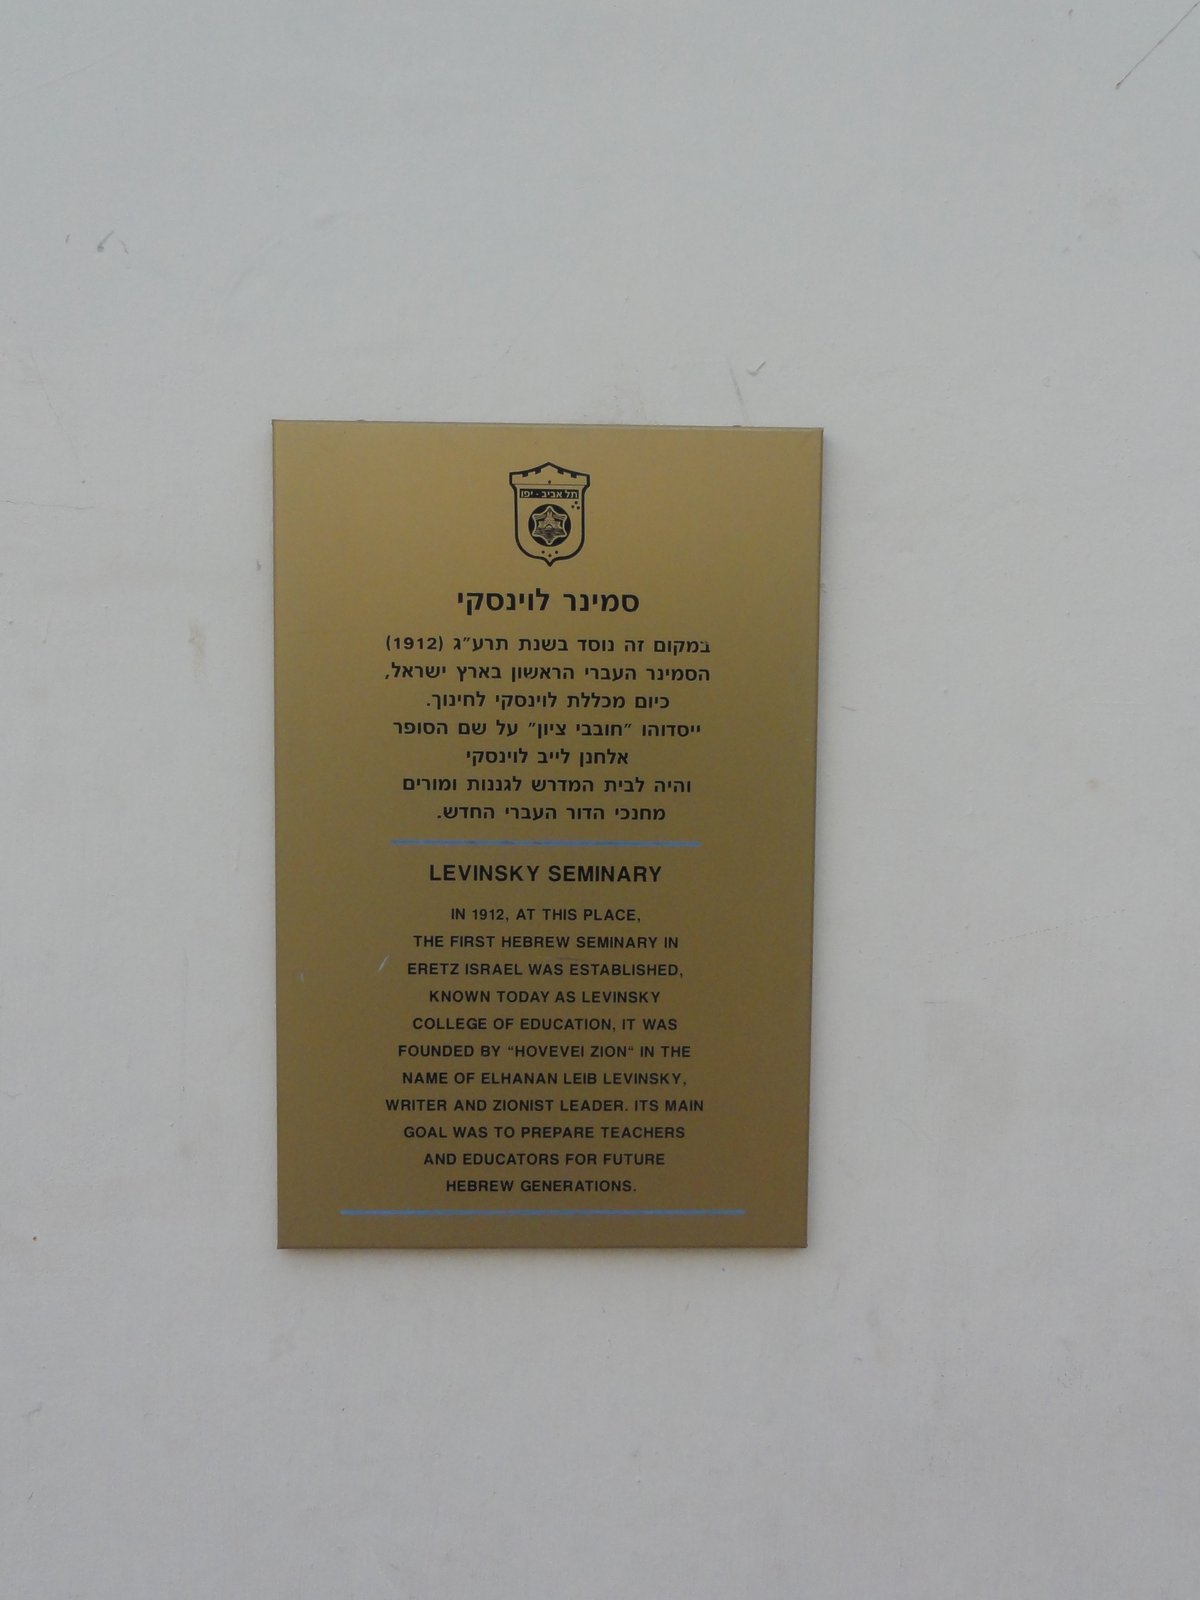 תל אביב - יפו
סמינר לוינסקי
במקום זה נוסד בשנת תרע״ג (1912)
הסמינר העברי הראשון בארץ ישראל,
כיום מכללת לוינסקי לחינוך.
ייסדוהו ״חובבי ציון״ על שם הסופר
אלחנן לייב לוינסקי
והיה לבית המדרש לגננות ומורים
מחנכי הדור העברי החדש.
LEVINSKY SEMINARY
IN 1912, AT THIS PLACE,
THE FIRST HEBREW SEMINARY IN
ERETZ ISRAEL WAS ESTABLISHED,
KNOWN TODAY AS LEVINSKY
COLLEGE OF EDUCATION, IT WAS
FOUNDED BY “HOVEVEI ZION“ IN THE
NAME OF ELHANAN LEIB LEVINSKY,
WRITER AND ZIONIST LEADER. ITS MAIN
GOAL WAS TO PREPARE TEACHERS
AND EDUCATORS FOR FUTURE
HEBREW GENERATIONS.